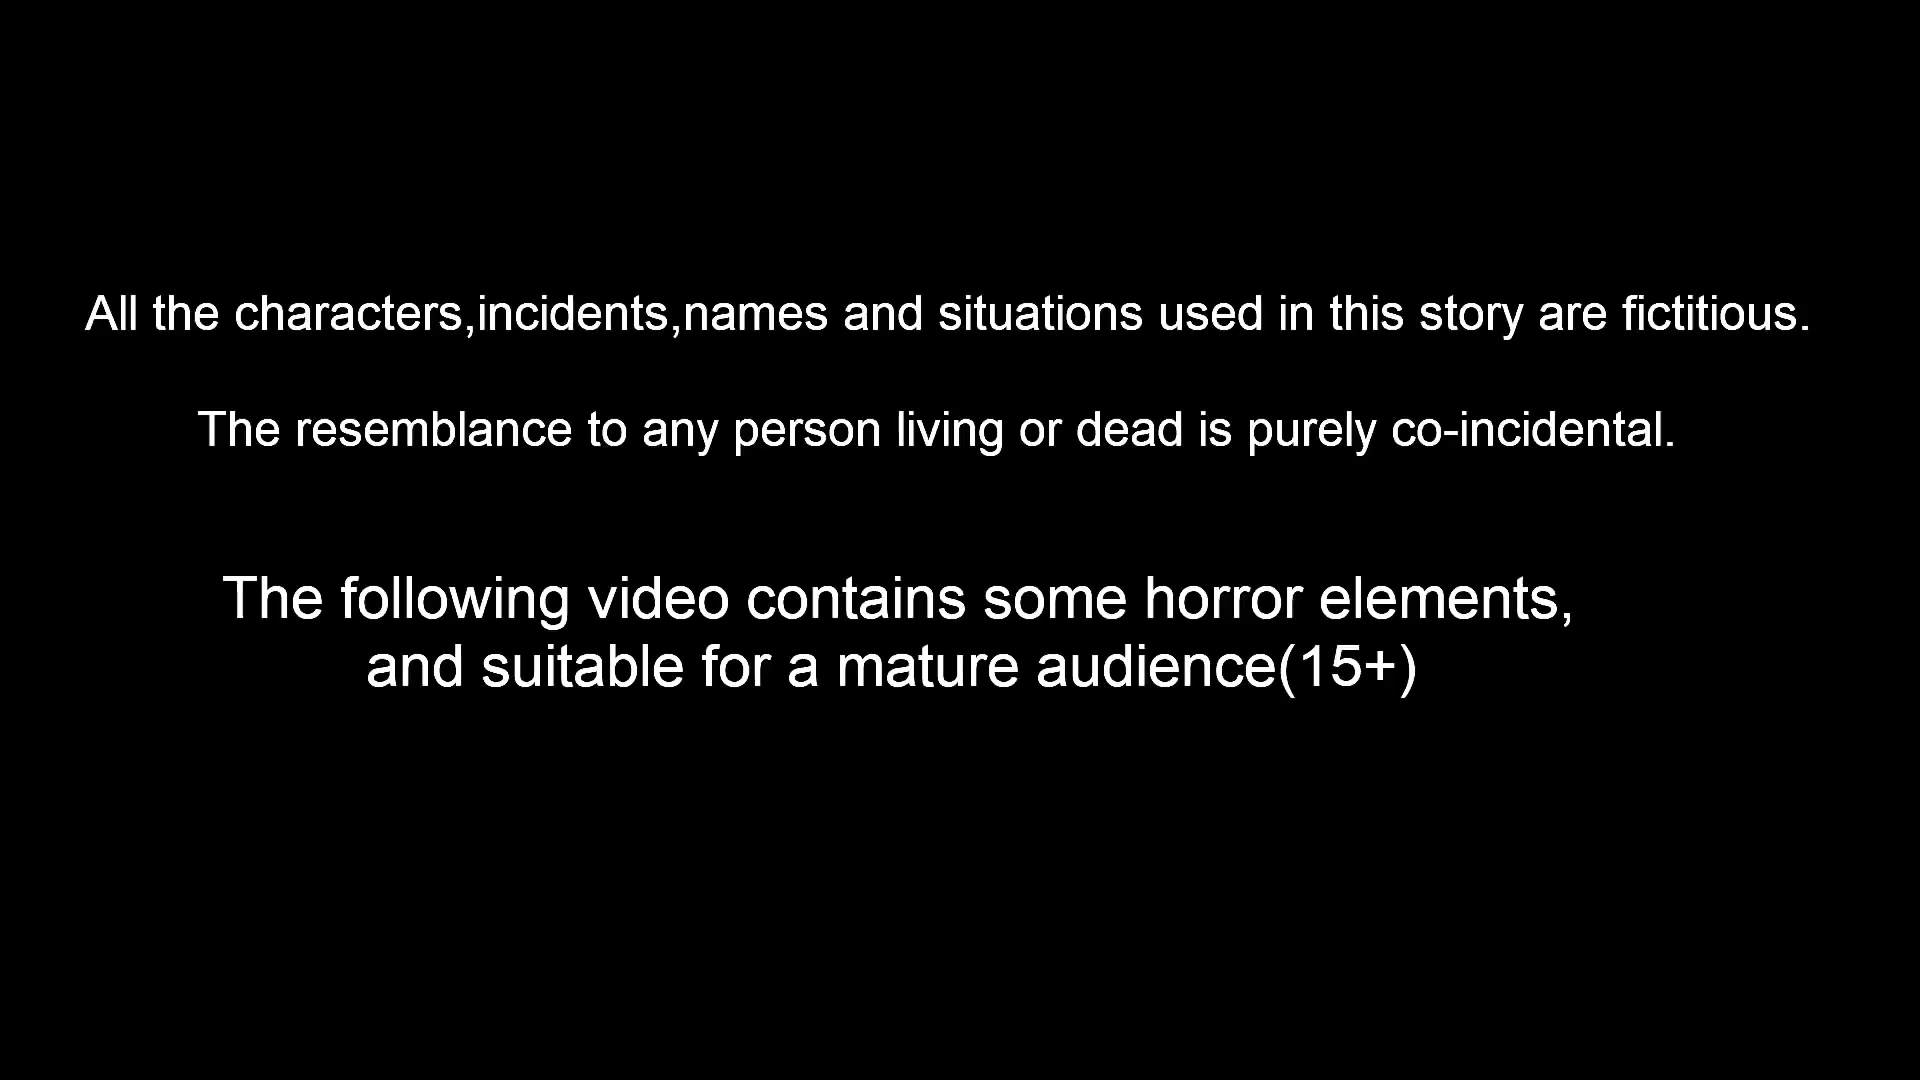 All the characters,incidents,names and situations used in this story are fictitious.
The resemblance to any person living or dead is purely co-incidental.
The following video contains some horror elements,
and suitable for a mature audience(15+)